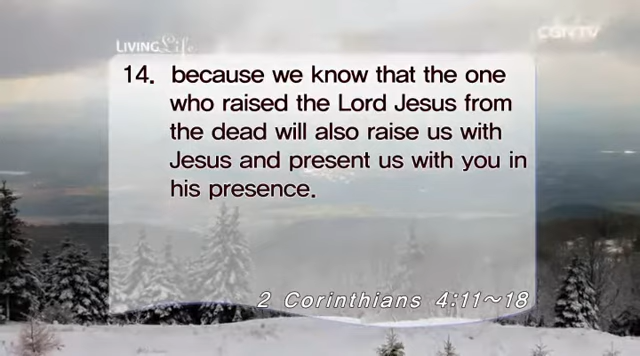 LIVING Life
CGNTV
14. because we know that the one
who raised the Lord Jesus from
the dead will also raise us with
Jesus and present us with you in
his presence.
2 Corinthians 4:11~18